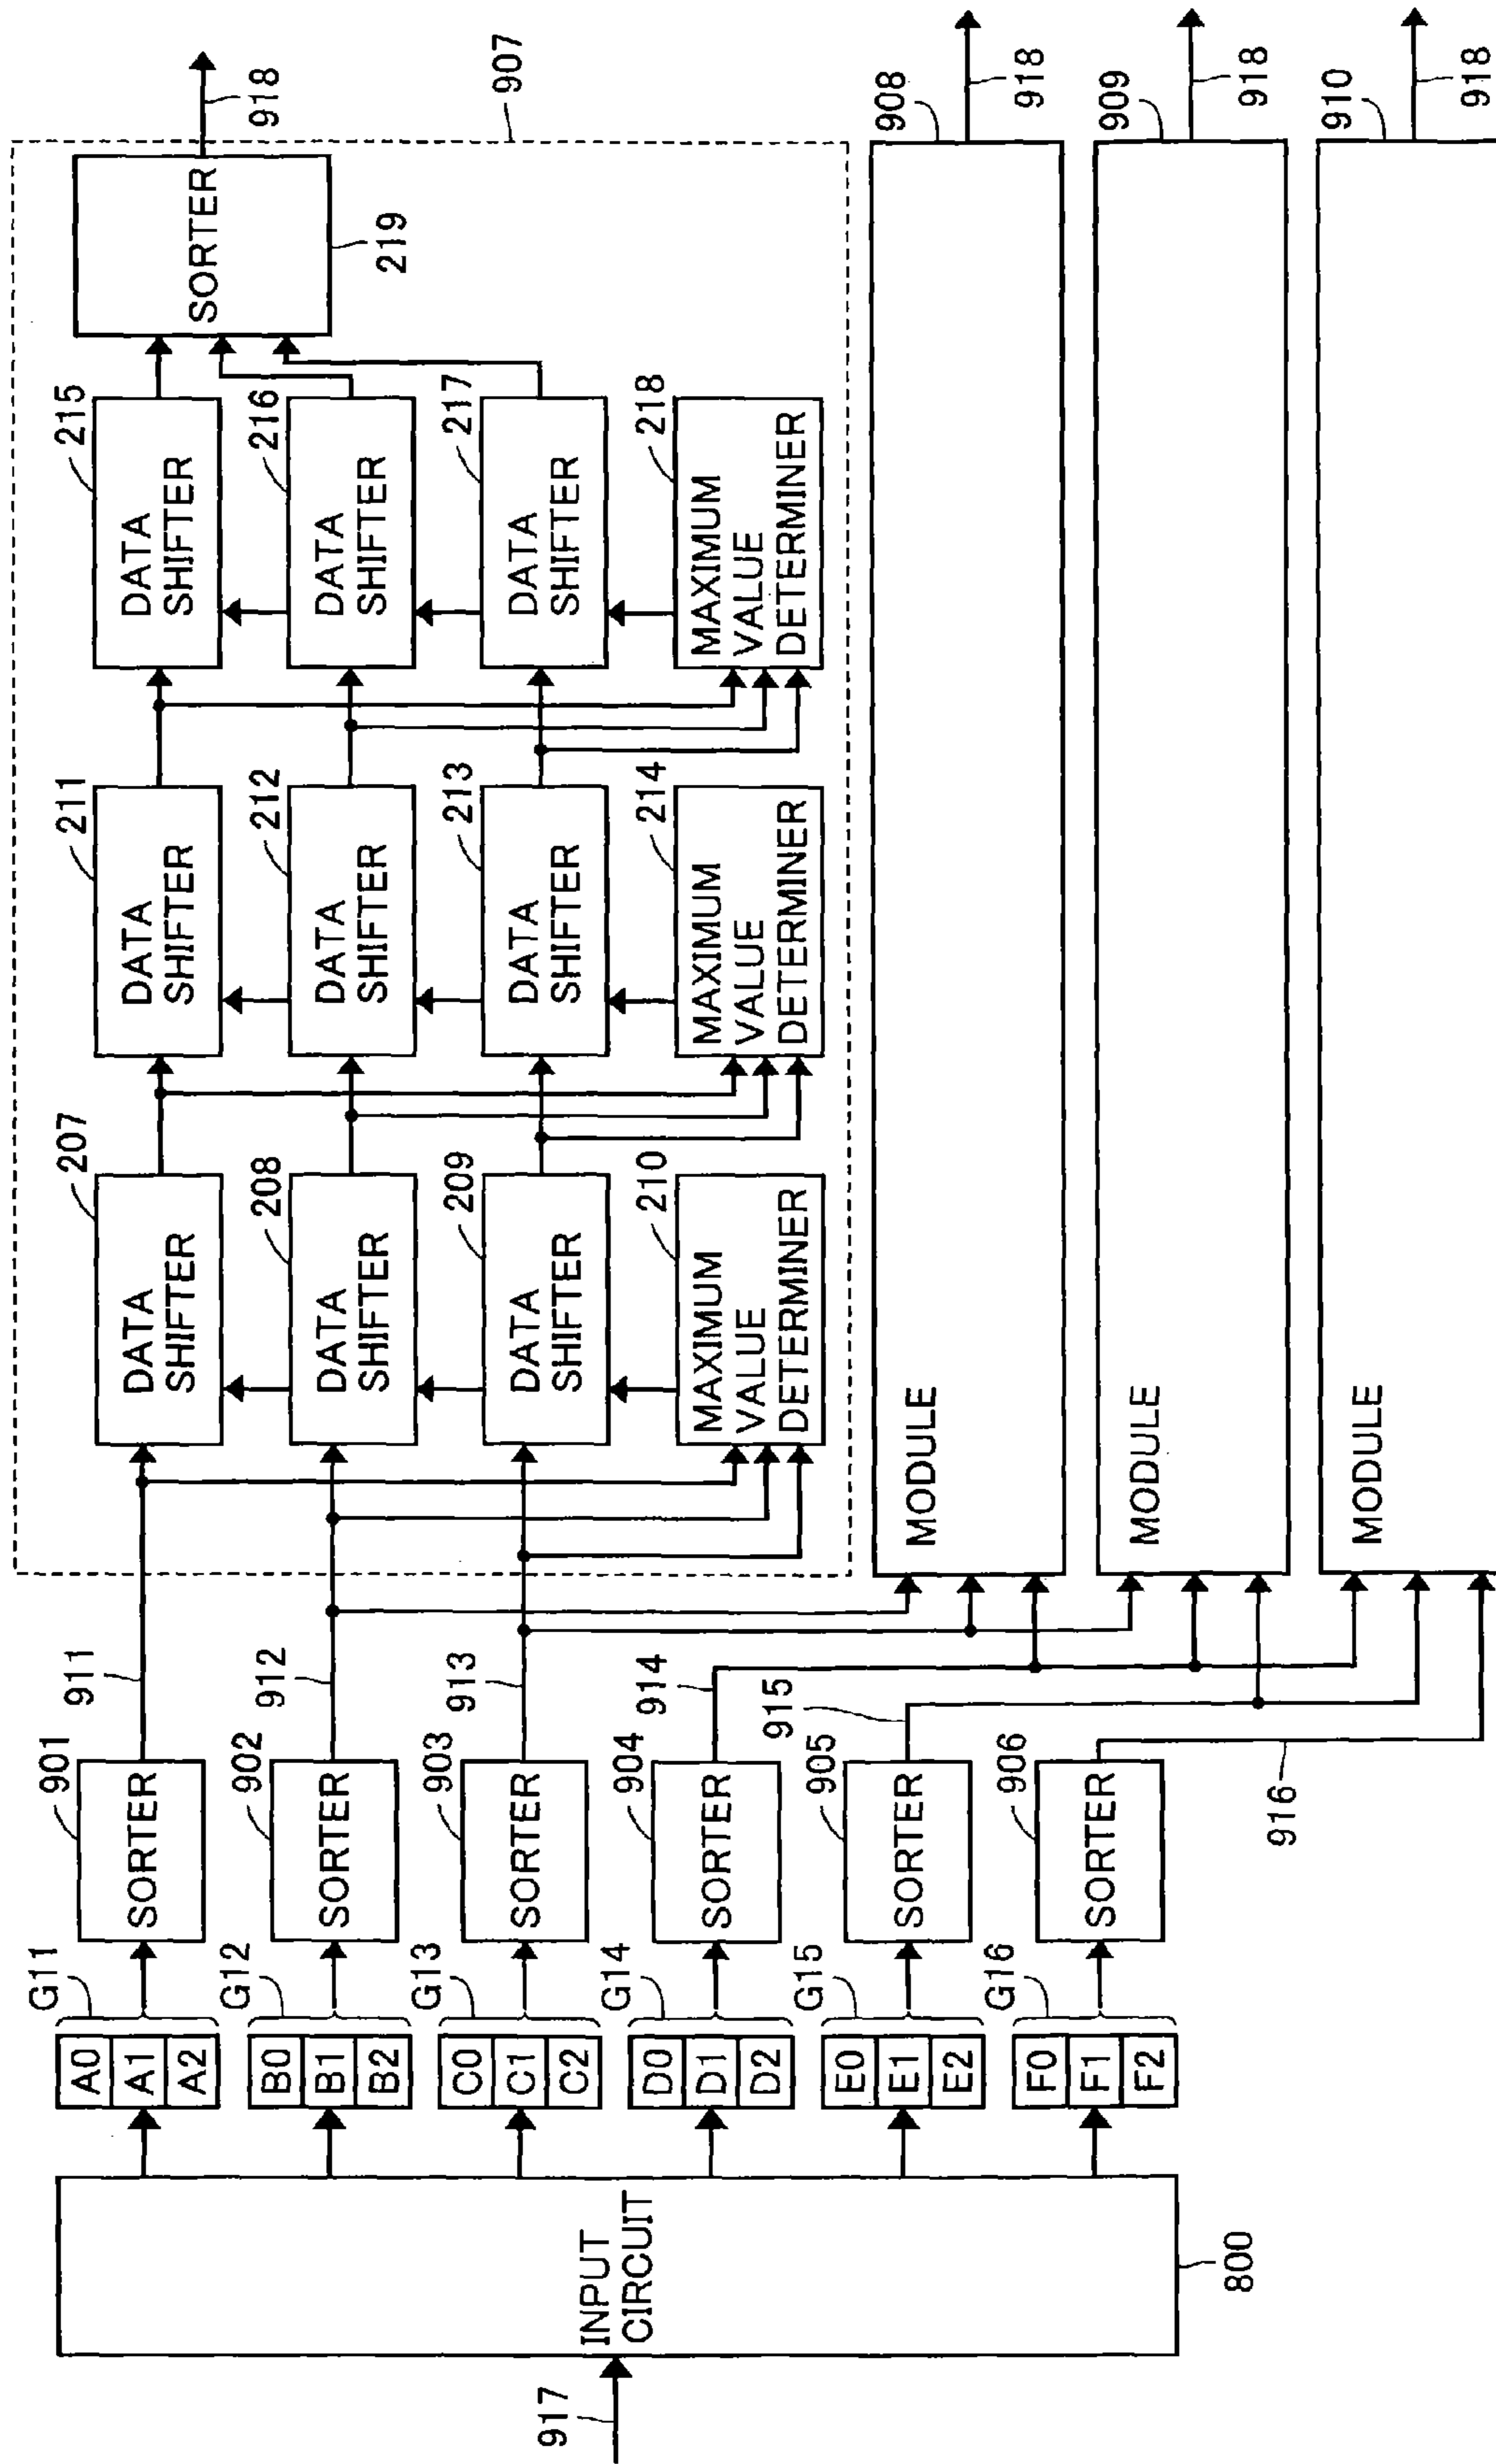 917
INPUT
CIRCUIT
800
A0
A1
A2
G11
B0
B1
B2
G12
C0
C1
C2
G13
D0
D1
D2
G14
E0
E1
E2
G15
F0
F1
F2
G16
SORTER
901
SORTER
902
SORTER
903
SORTER
904
SORTER
905
SORTER
906
911
912
913
914
915
916
DATA
SHIFTER
207
DATA
SHIFTER
208
DATA
SHIFTER
209
MAXIMUM
VALUE
DETERMINER
210
DATA
SHIFTER
211
DATA
SHIFTER
212
DATA
SHIFTER
213
MAXIMUM
VALUE
DETERMINER
214
DATA
SHIFTER
215
DATA
SHIFTER
216
DATA
SHIFTER
217
MAXIMUM
VALUE
DETERMINER
218
SORTER
219
918
907
MODULE
908
918
MODULE
909
918
MODULE
910
918